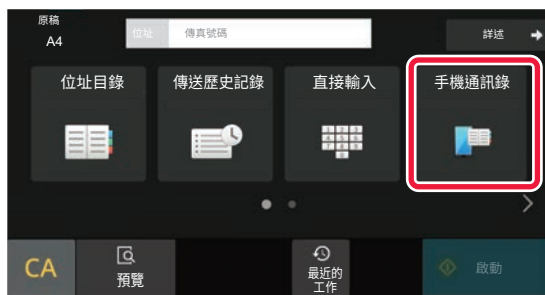 原稿
A4
位址
傳真號碼
詳述
位址目錄
傳送歷史記錄
直接輸入
手機通訊錄
CA
預覽
最近的
工作
啟動